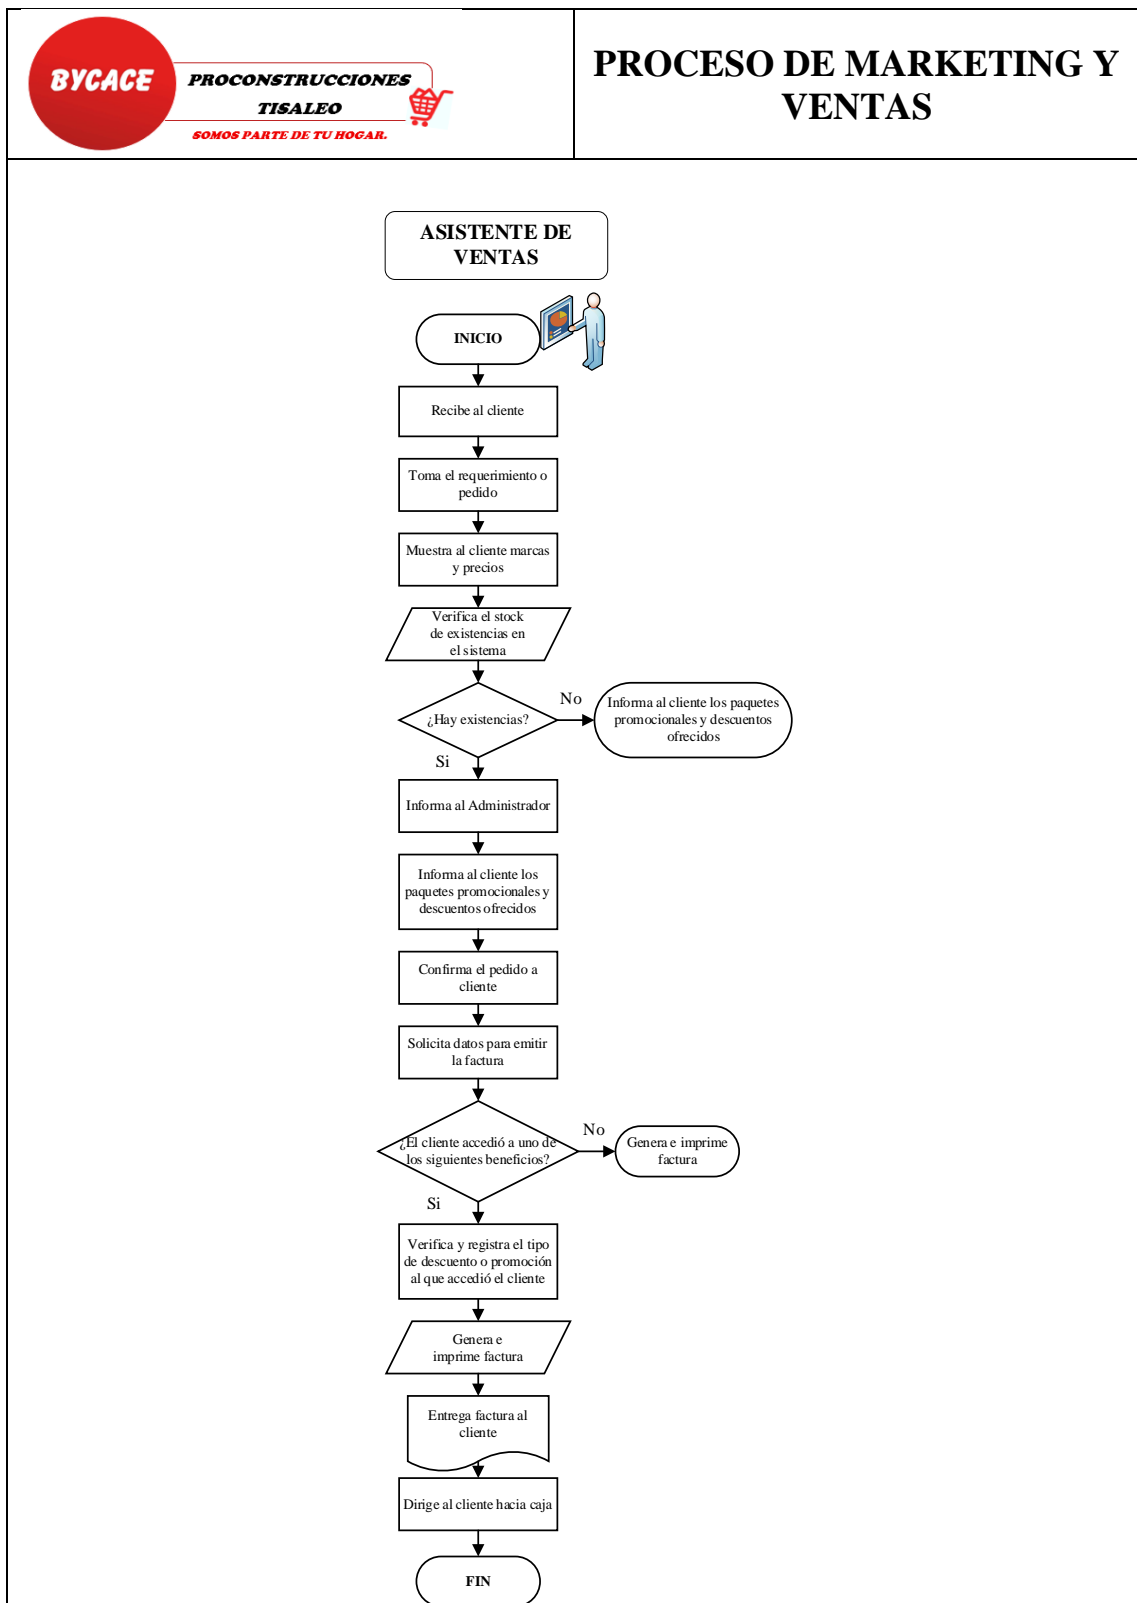 BYCACE
PROCONSTRUCCIONES
TISALEO
SOMOS PARTE DE TU HOGAR.
PROCESO DE MARKETING Y
VENTAS
ASISTENTE DE
VENTAS
INICIO
Recibe al cliente
Toma el requerimiento o
pedido
Muestra al cliente marcas
y precios
Verifica el stock
de existencias en
el sistema
¿Hay existencias?
No
Informa al cliente los paquetes
promocionales y descuentos
ofrecidos
Si
Informa al Administrador
Informa al cliente los
paquetes promocionales y
descuentos ofrecidos
Confirma el pedido a
cliente
Solicita datos para emitir
la factura
¿El cliente accedió a uno de
los siguientes beneficios?
No
Genera e imprime
factura
Si
Verifica y registra el tipo
de descuento o promoción
al que accedió el cliente
Genera e
imprime factura
Entrega factura al
cliente
Dirige al cliente hacia caja
FIN